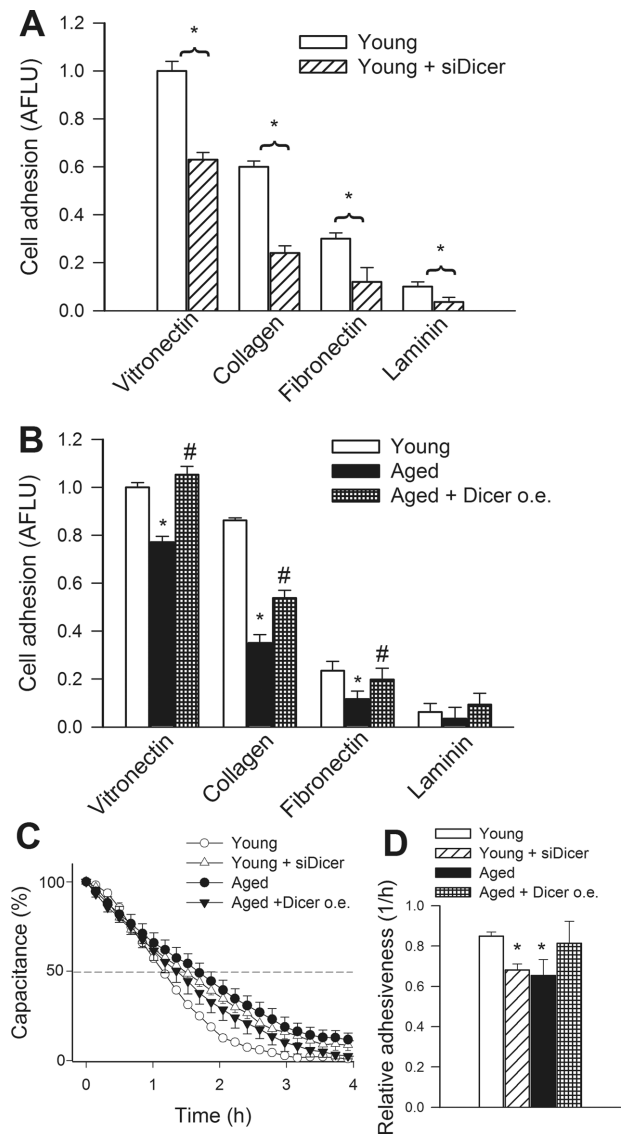 A
Cell adhesion (AFLU)
1.2
1.0
0.8
0.6
0.4
0.2
0.0
Young
Young + siDicer
*
*
*
*
Vitronectin
Collagen
Fibronectin
Laminin
B
Cell adhesion (AFLU)
1.2
1.0
0.8
0.6
0.4
0.2
0.0
Young
Aged
Aged + Dicer o.e.
*
#
*
#
*
#
Vitronectin
Collagen
Fibronectin
Laminin
C
Capacitance (%)
100
50
0
Young
Young + siDicer
Aged
Aged +Dicer o.e.
0
1
2
3
4
Time (h)
D
Young
Young + siDicer
Aged
Aged + Dicer o.e.
Relative adhesiveness (1/h)
1.0
0.8
0.6
0.4
0.2
0.0
*
*